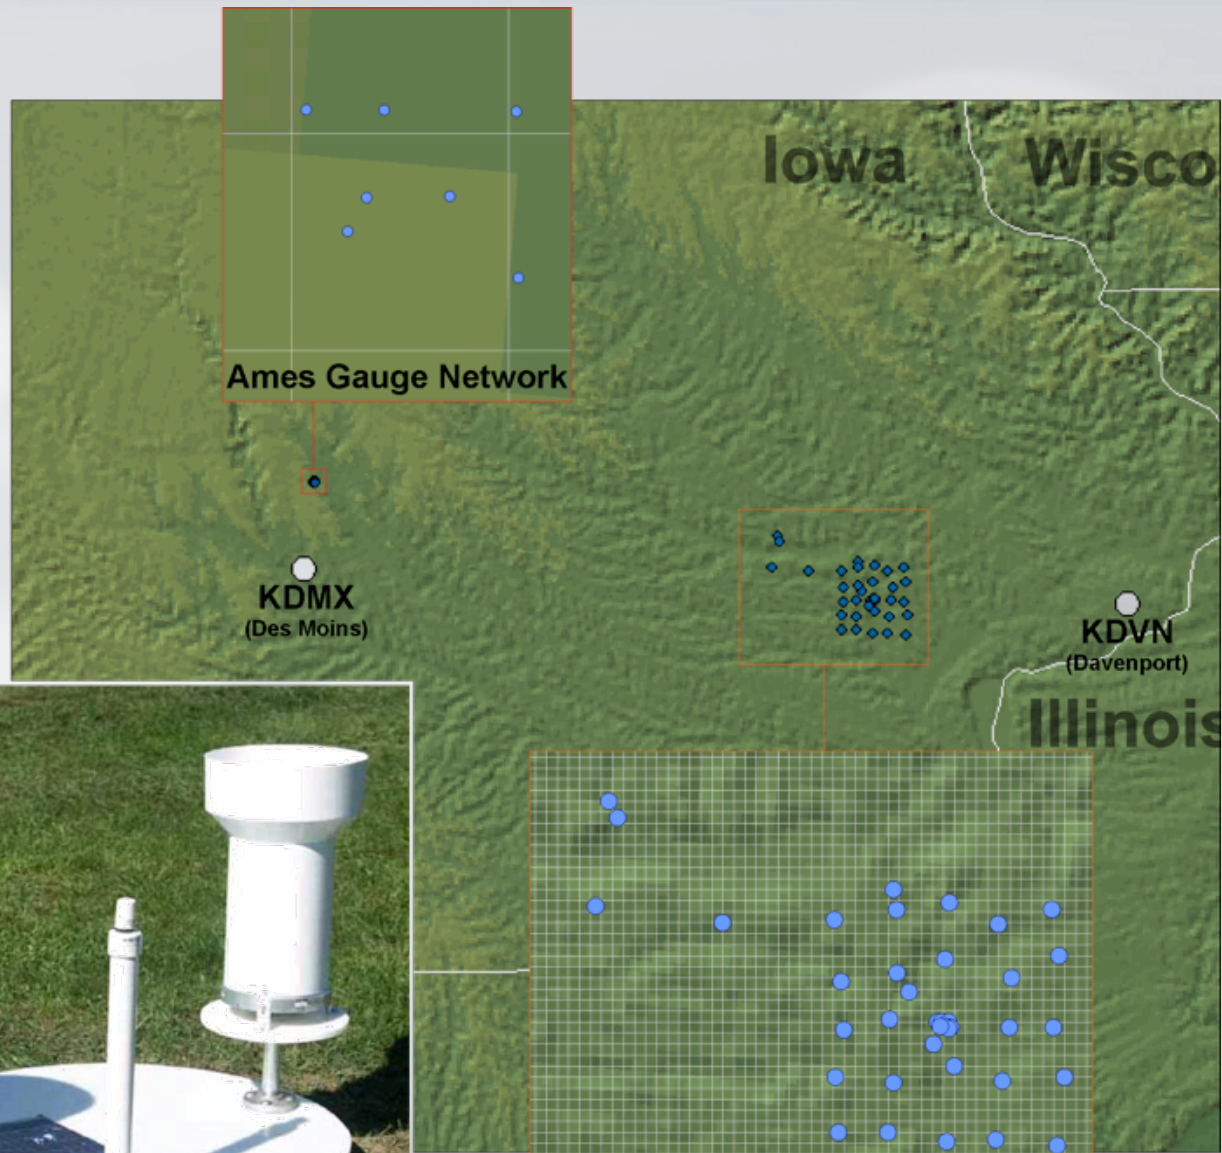 Iowa
Wisco
Ames Gauge Network
KDMX
(Des Moins)
KDVN
(Davenport)
Illinois